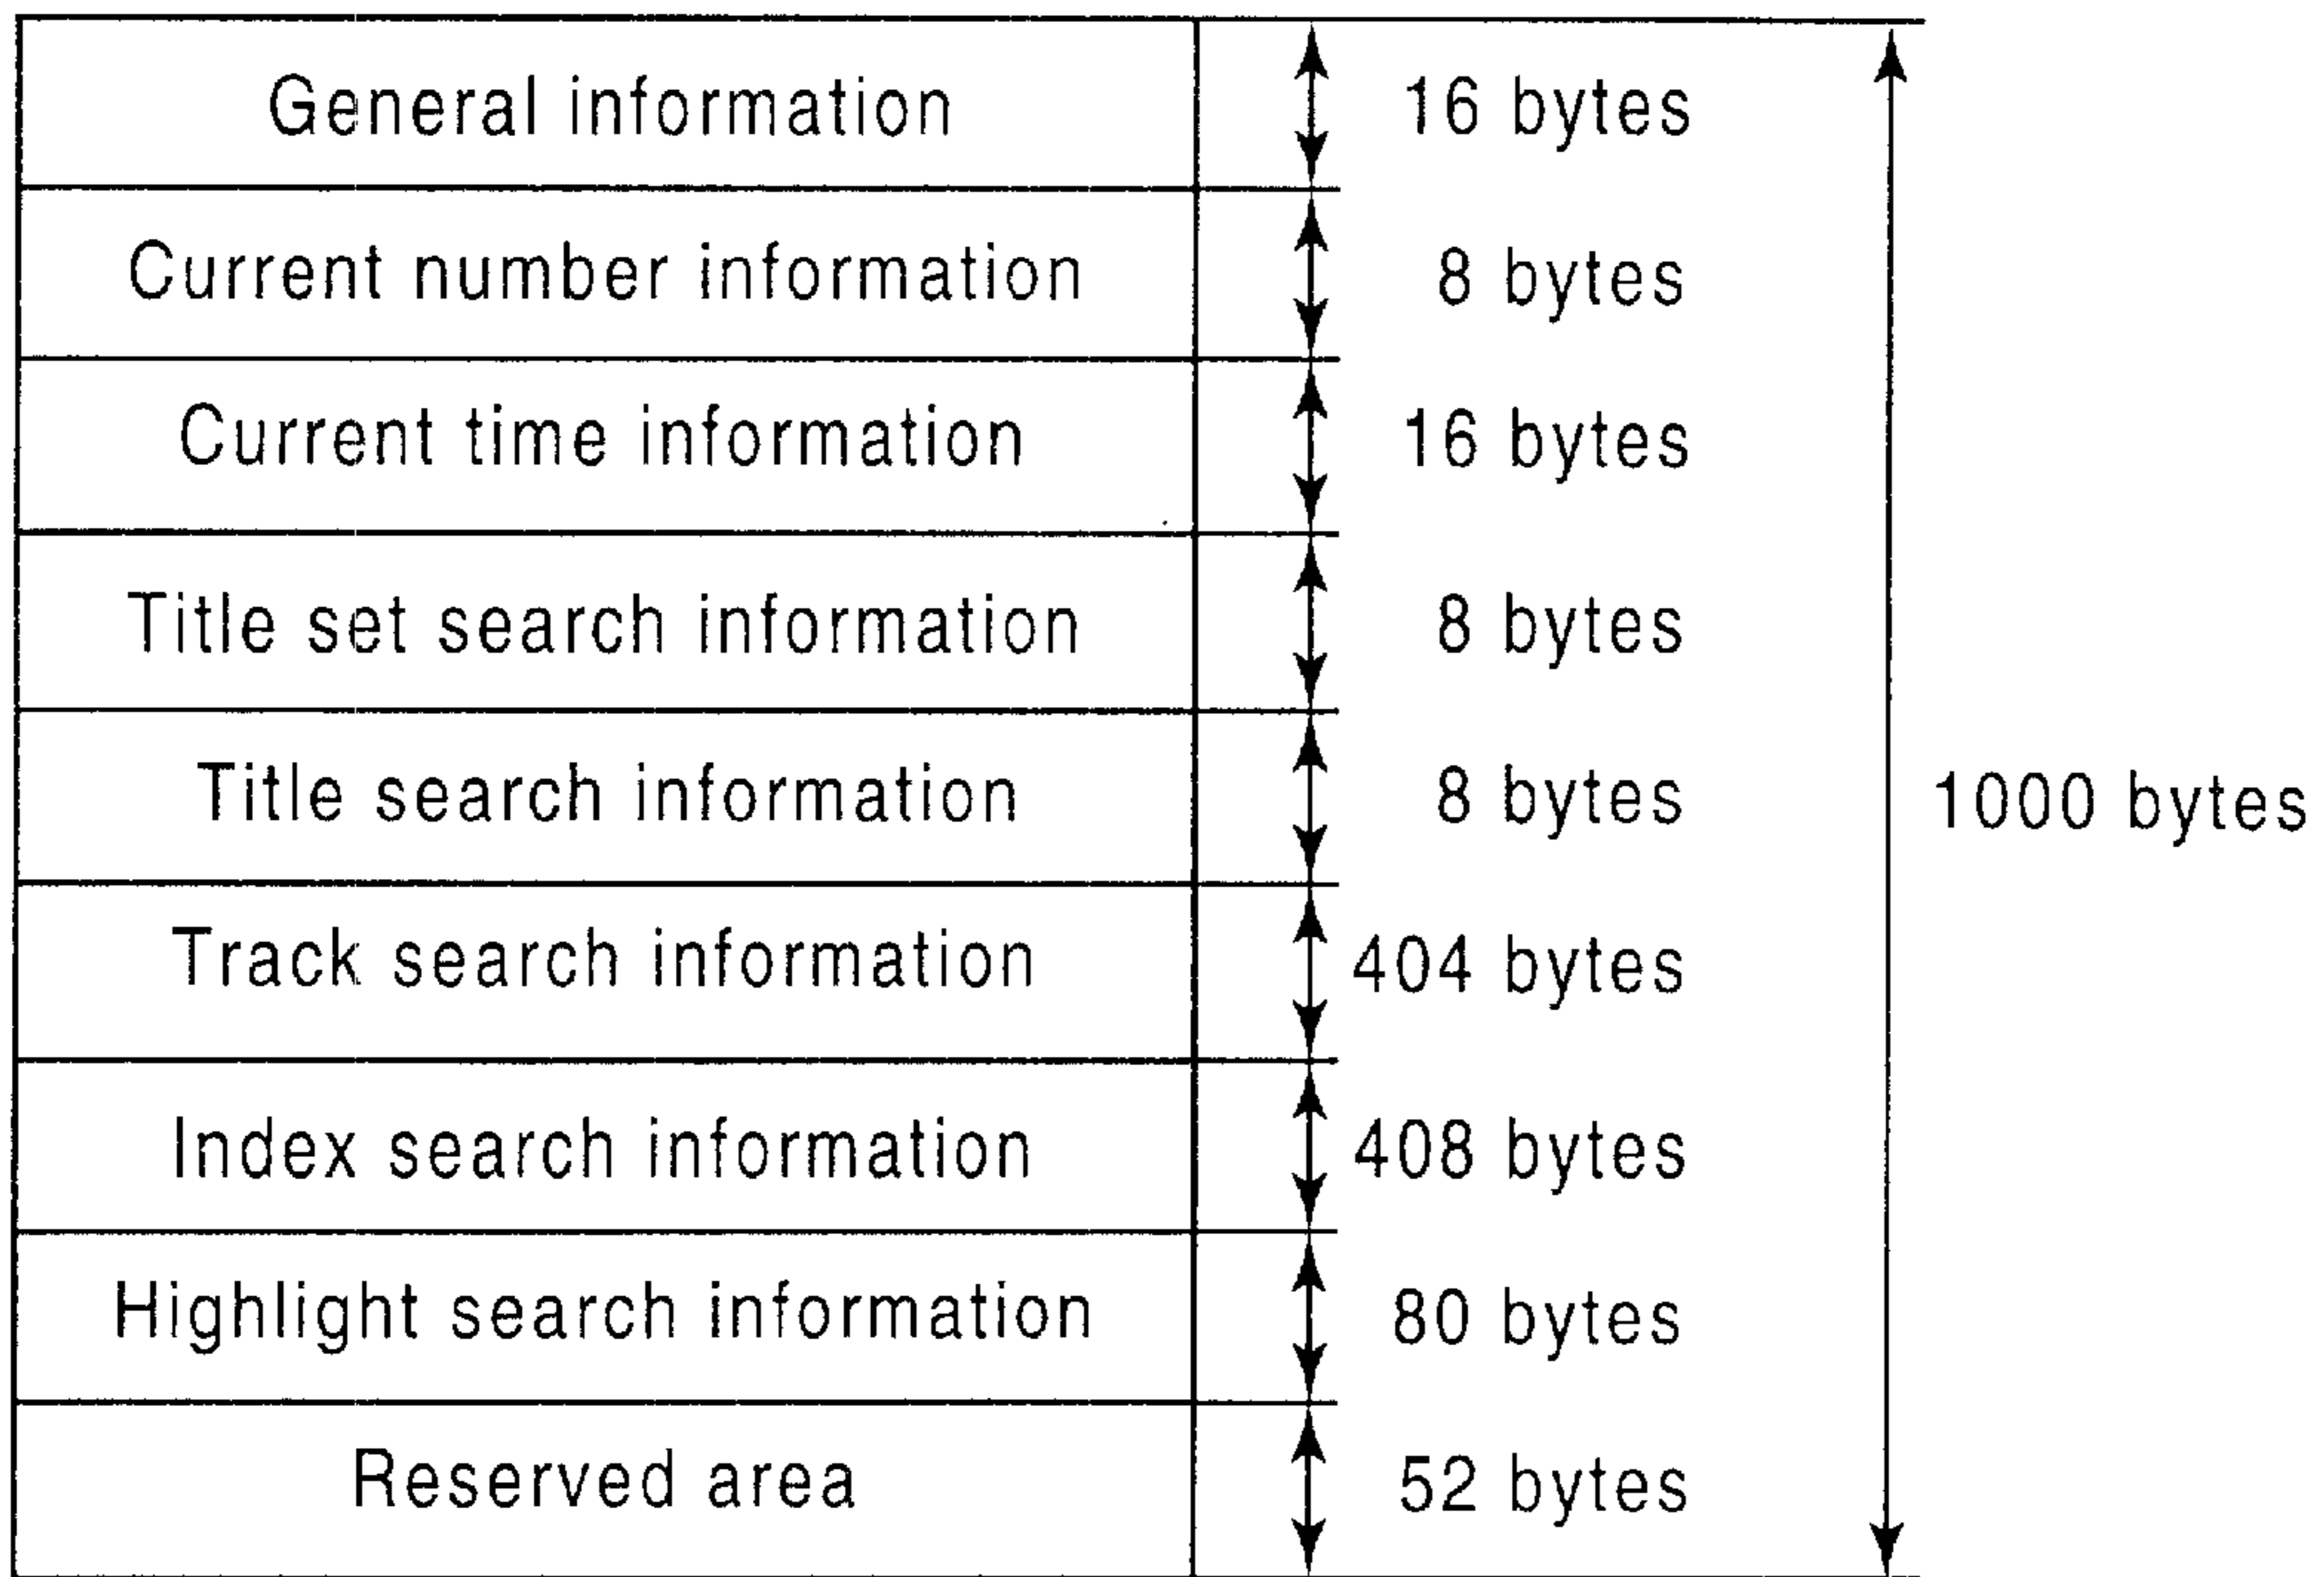 General information 16 bytes
Current number information 8 bytes
Current time information 16 bytes
Title set search information 8 bytes
Title search information 8 bytes
1000 bytes
Track search information 404 bytes
Index search information 408 bytes
Highlight search information 80 bytes
Reserved area 52 bytes